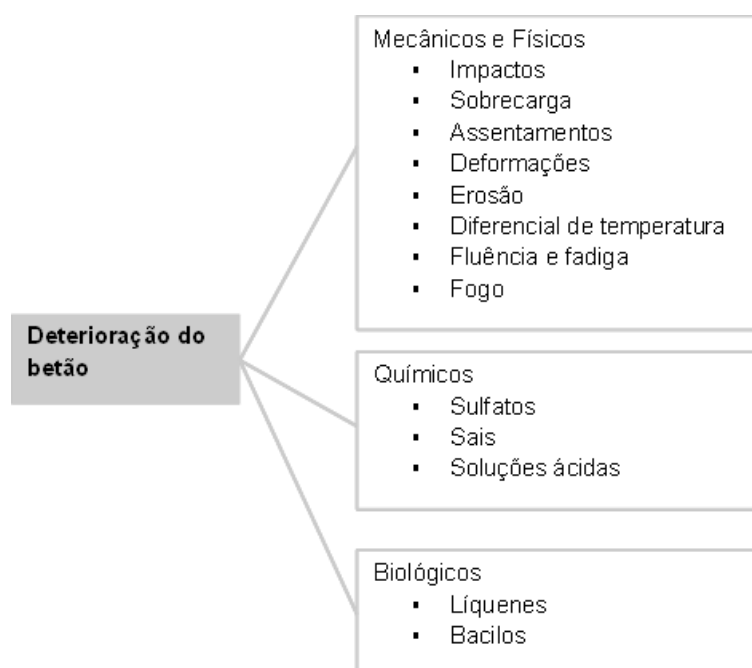 Mecânicos e Físicos
▪ Impactos
▪ Sobrecarga
▪ Assentamentos
▪ Deformações
▪ Erosão
▪ Diferencial de temperatura
▪ Fluência e fadiga
▪ Fogo
Deterioração do
betão
Químicos
▪ Sulfatos
▪ Sais
▪ Soluções ácidas
Biológicos
▪ Líquenes
▪ Bacilos